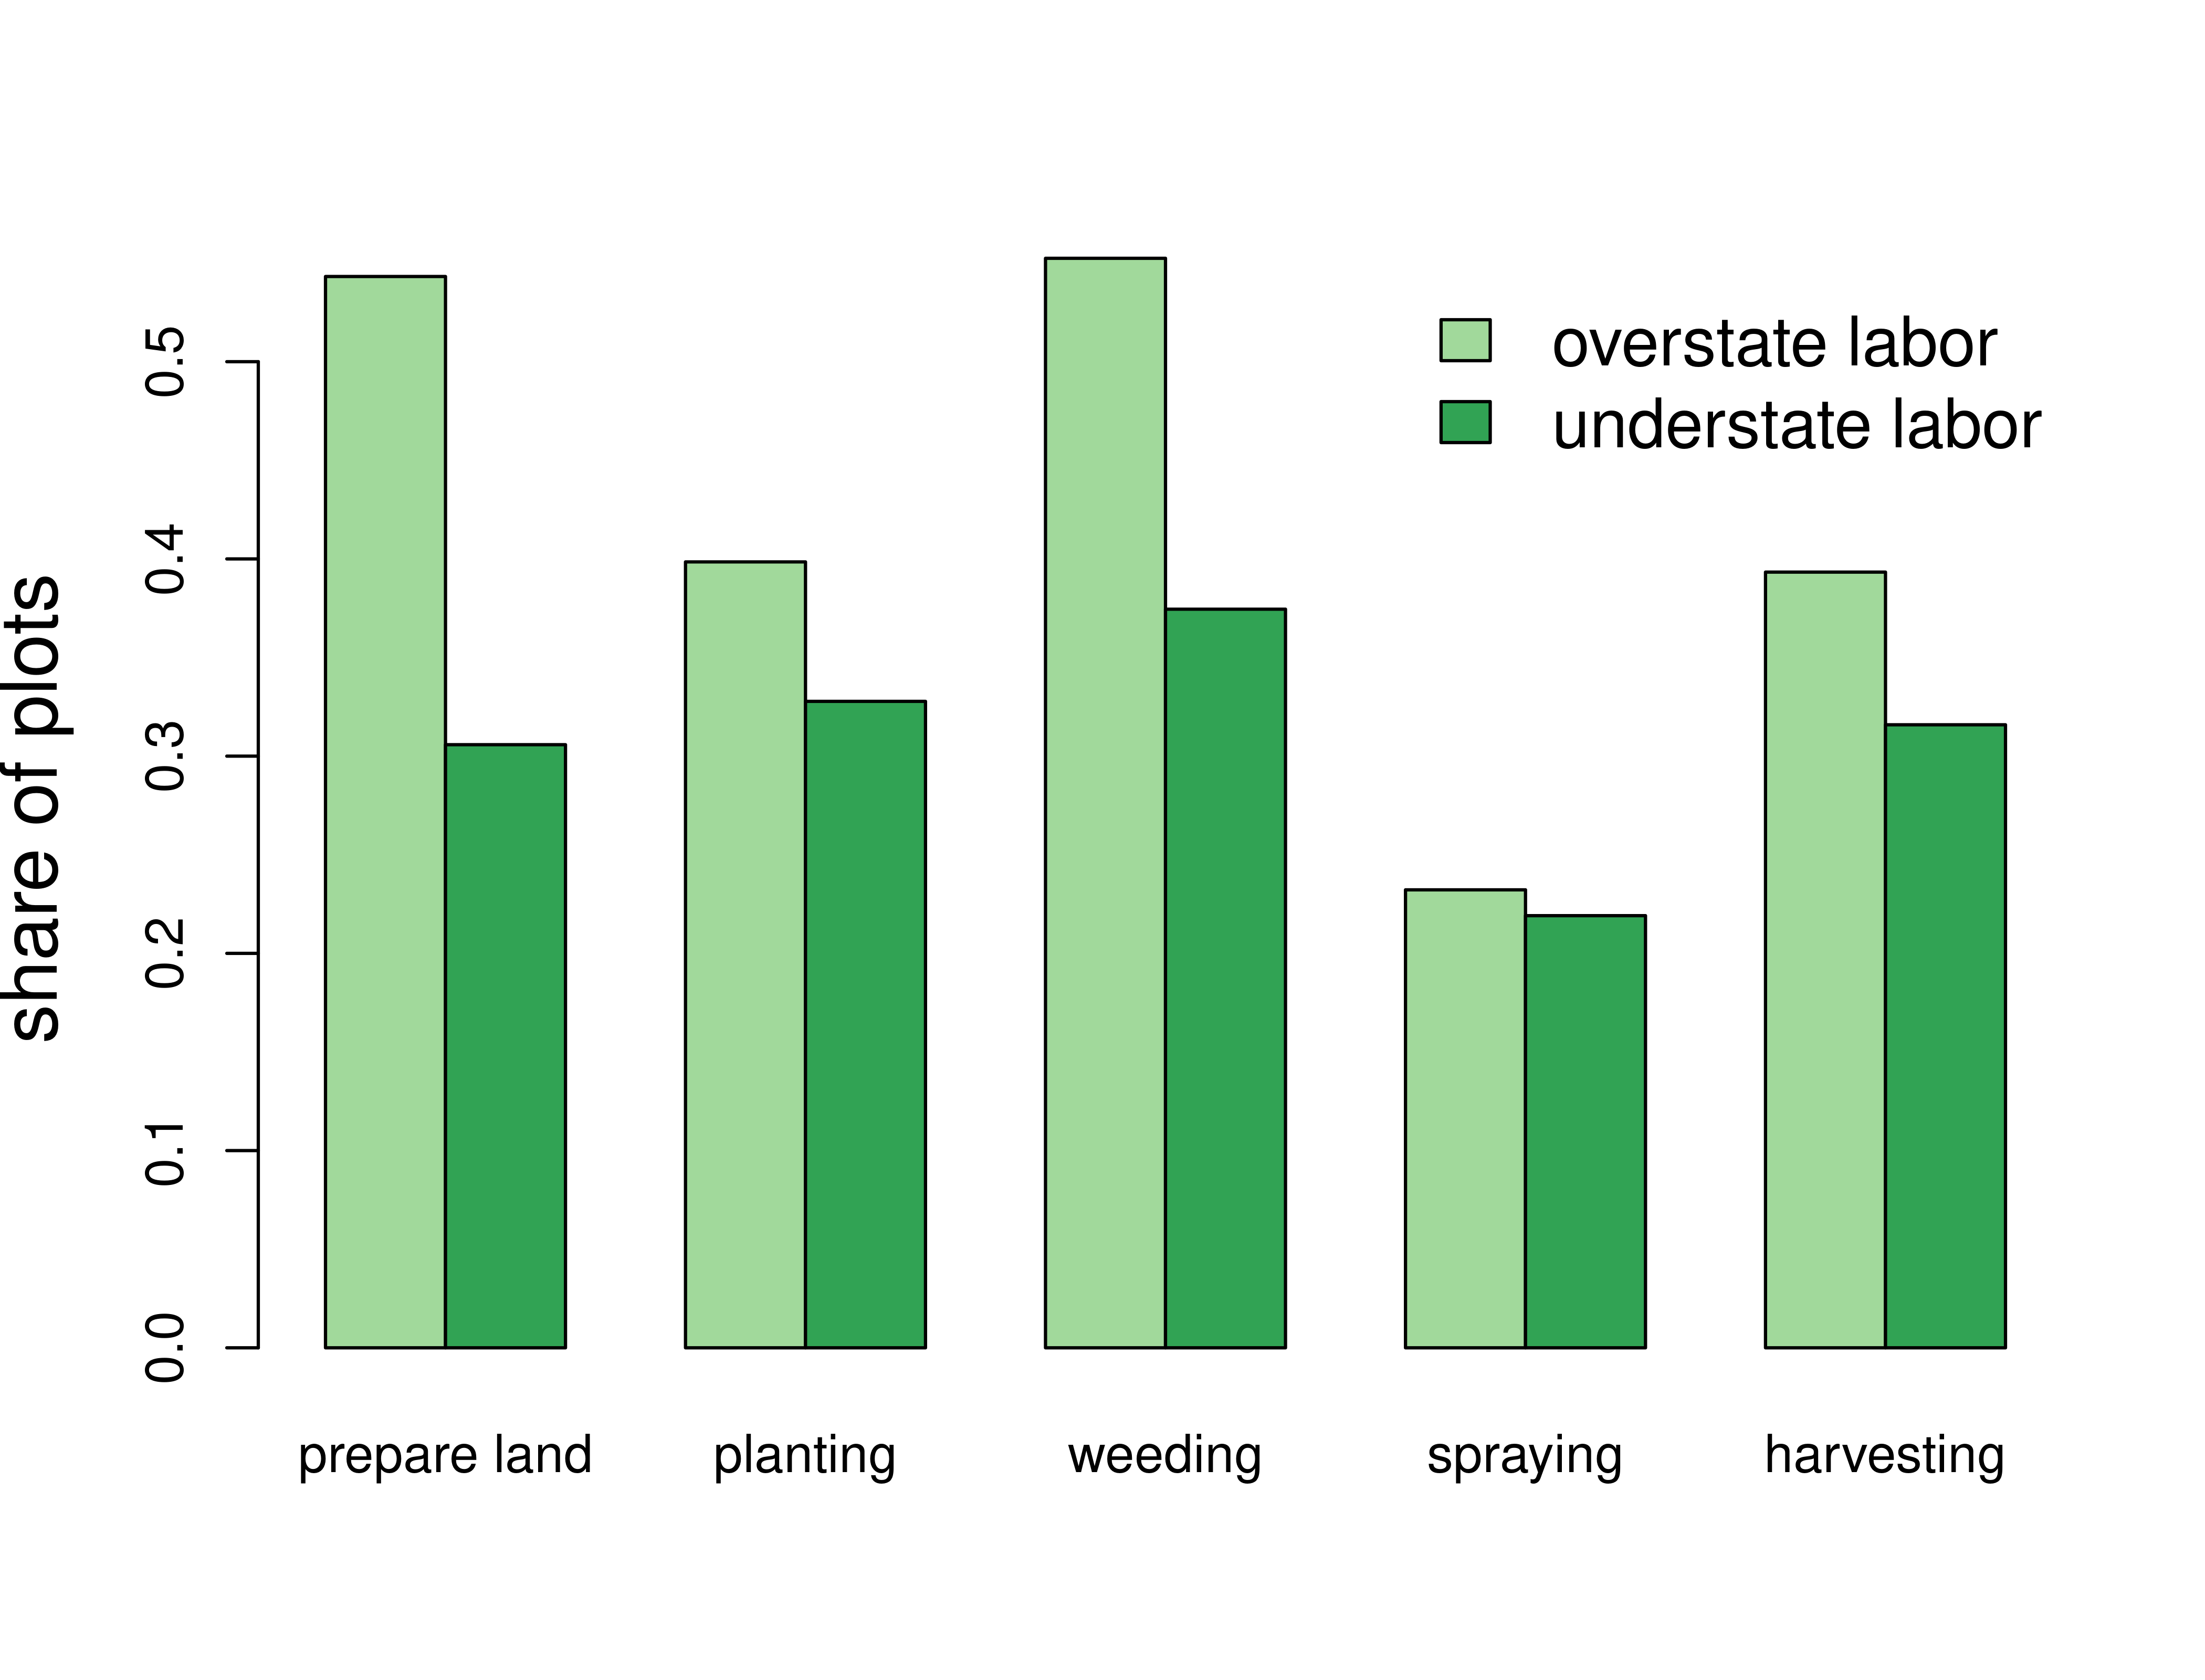 overstate labor
understate labor
share of plots
0.5
0.4
0.3
0.2
0.1
0.0
prepare land
planting
weeding
spraying
harvesting